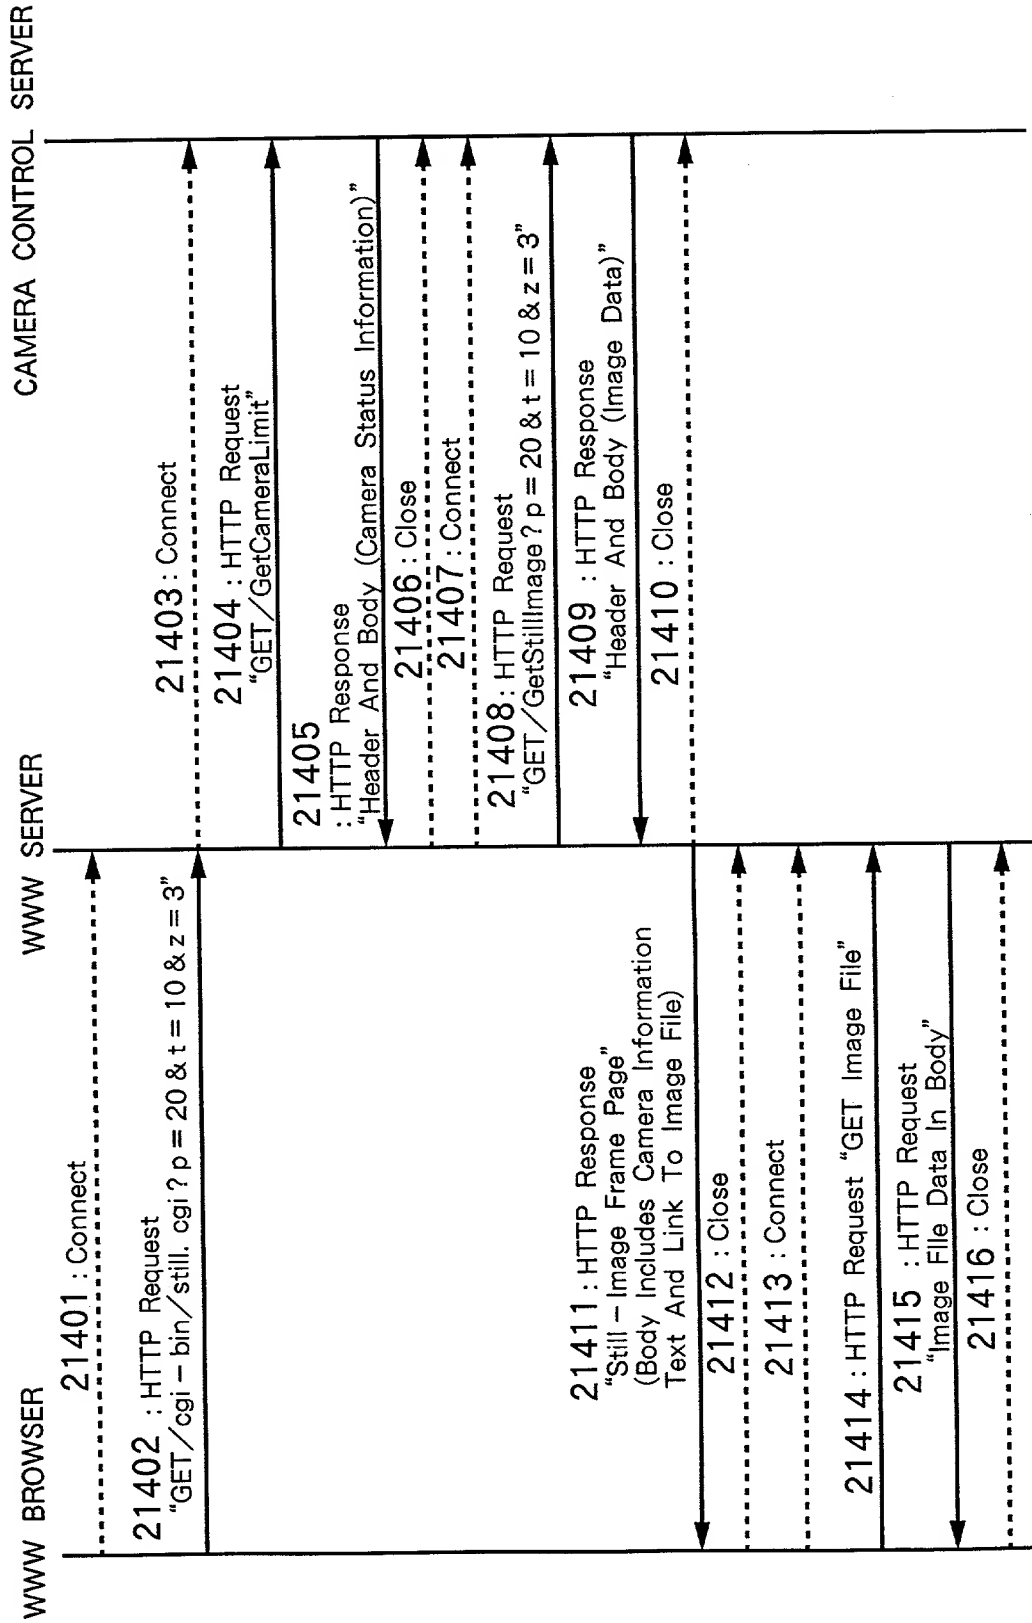 WWW BROWSER
WWW SERVER
CAMERA CONTROL SERVER
21401 : Connect
21402 : HTTP Request
“GET/cgi－bin/still. cgi？p＝20＆t＝10＆z＝3”
21403 : Connect
21404 : HTTP Request
“GET/GetCameraLimit”
21405
: HTTP Response
“Header And Body (Camera Status Information)”
21406 : Close
21407 : Connect
21408 : HTTP Request
“GET/GetStillImage？p＝20＆t＝10＆z＝3”
21409 : HTTP Response
“Header And Body (Image Data)”
21410 : Close
21411 : HTTP Response
“Still－Image Frame Page”
(Body Includes Camera Information
Text And Link To Image File)
21412 : Close
21413 : Connect
21414 : HTTP Request “GET Image File”
21415 : HTTP Request
“Image FIle Data In Body”
21416 : Close